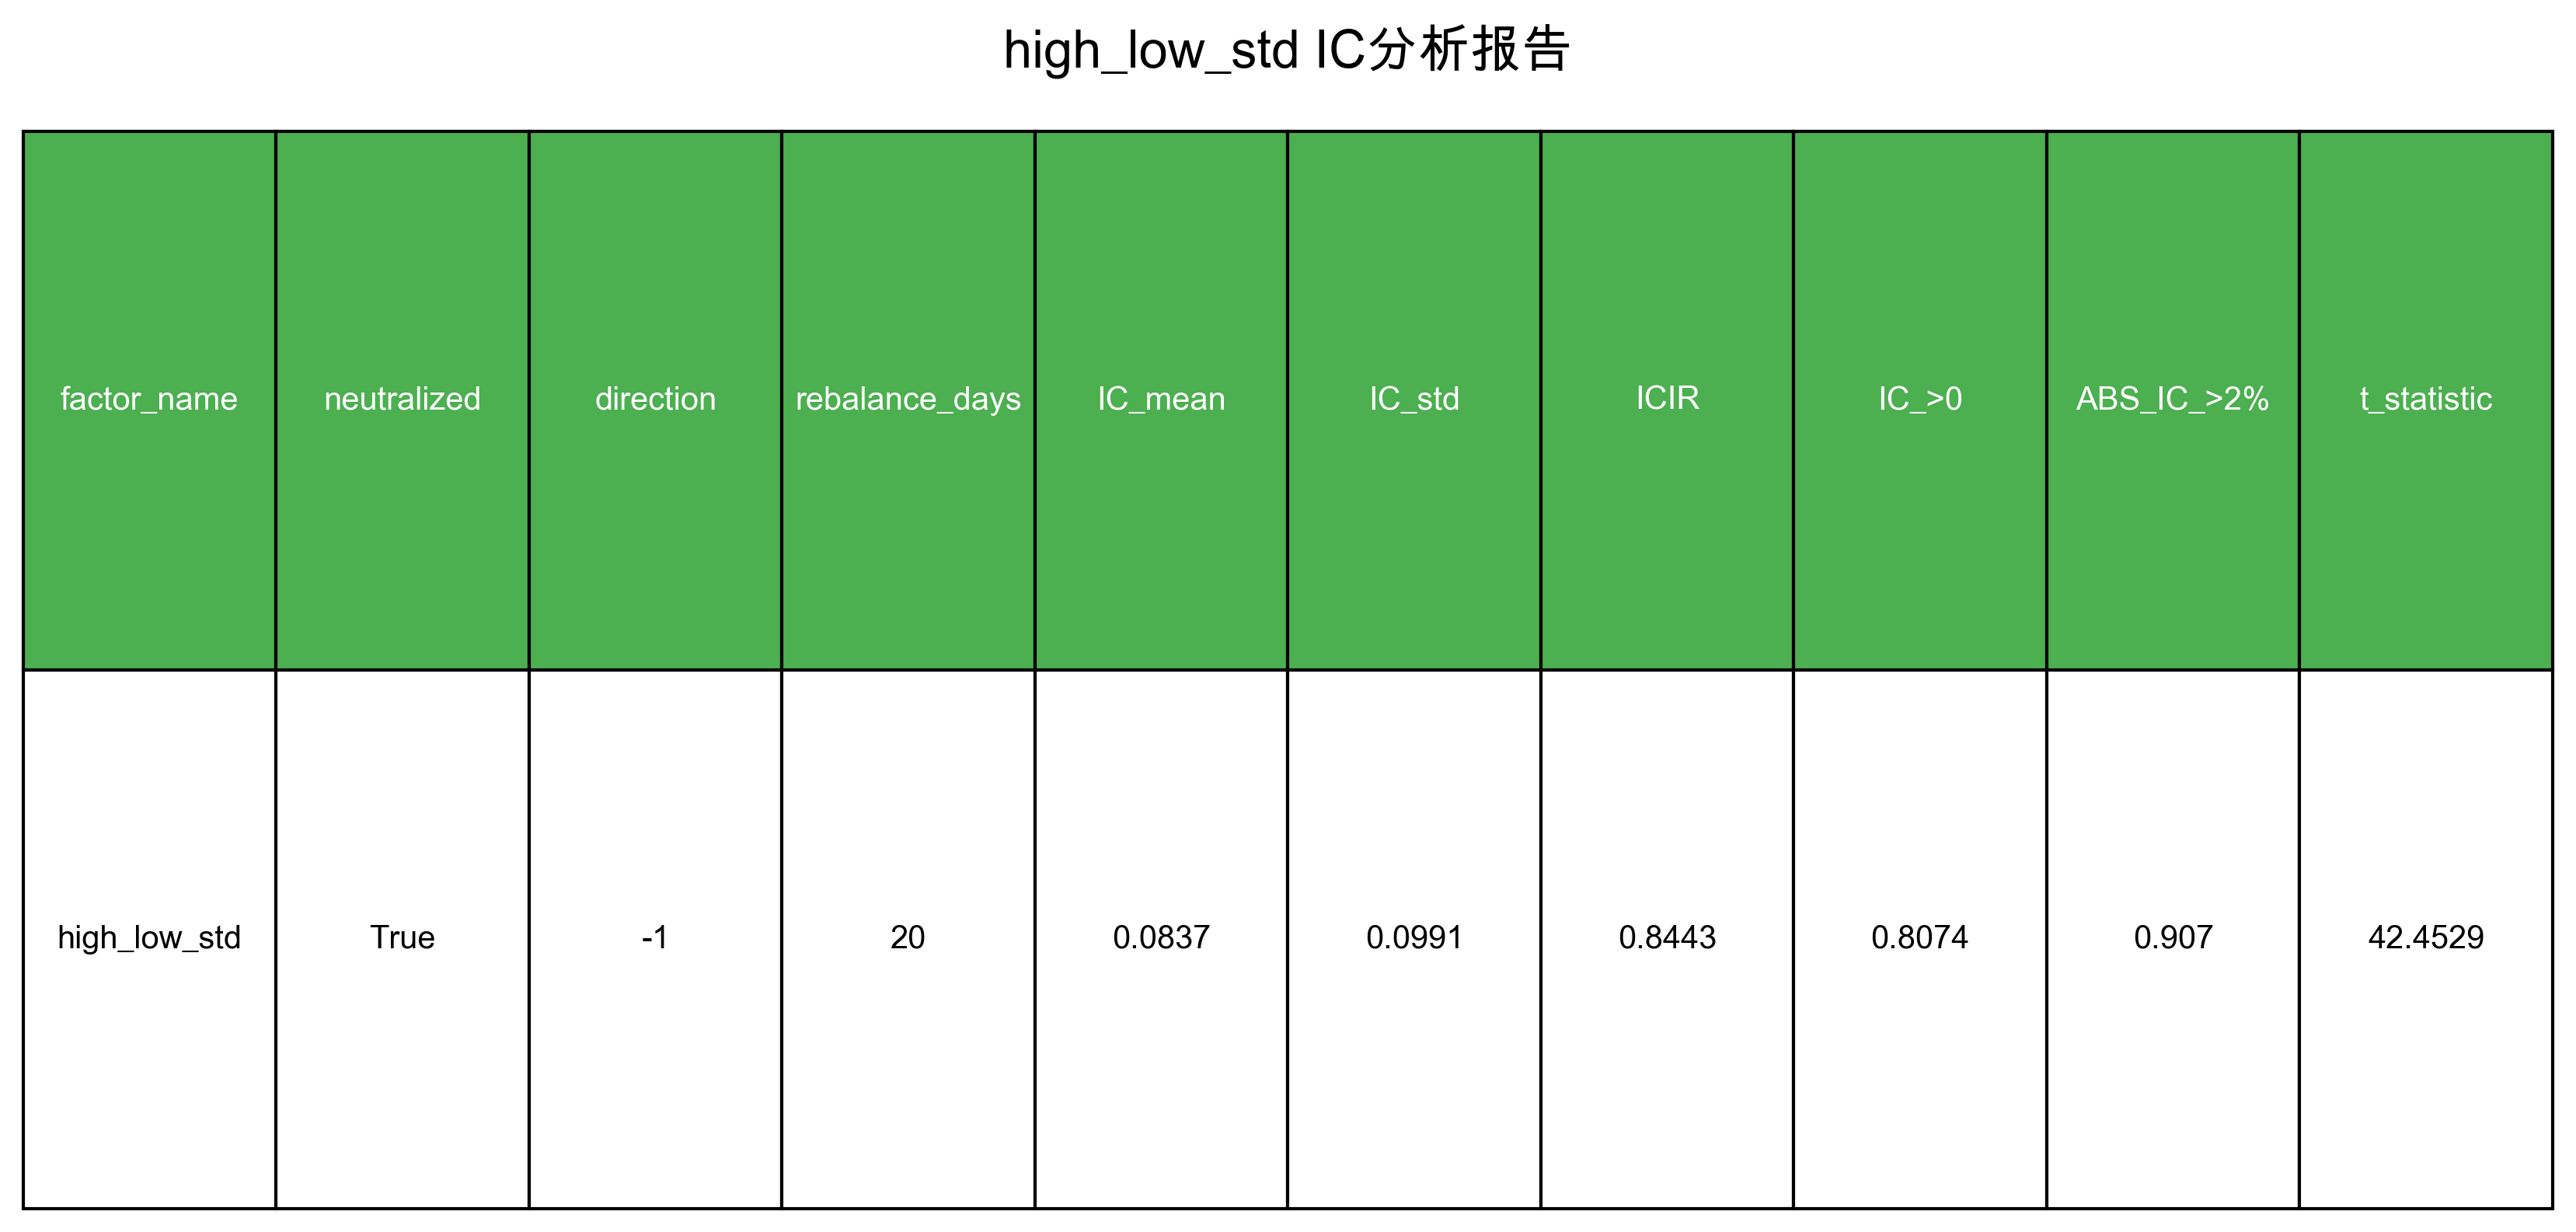 high_low_std IC分析报告
factor_name neutralized direction rebalance_days IC_mean IC_std ICIR IC_>0 ABS_IC_>2% t_statistic
high_low_std True -1 20 0.0837 0.0991 0.8443 0.8074 0.907 42.4529